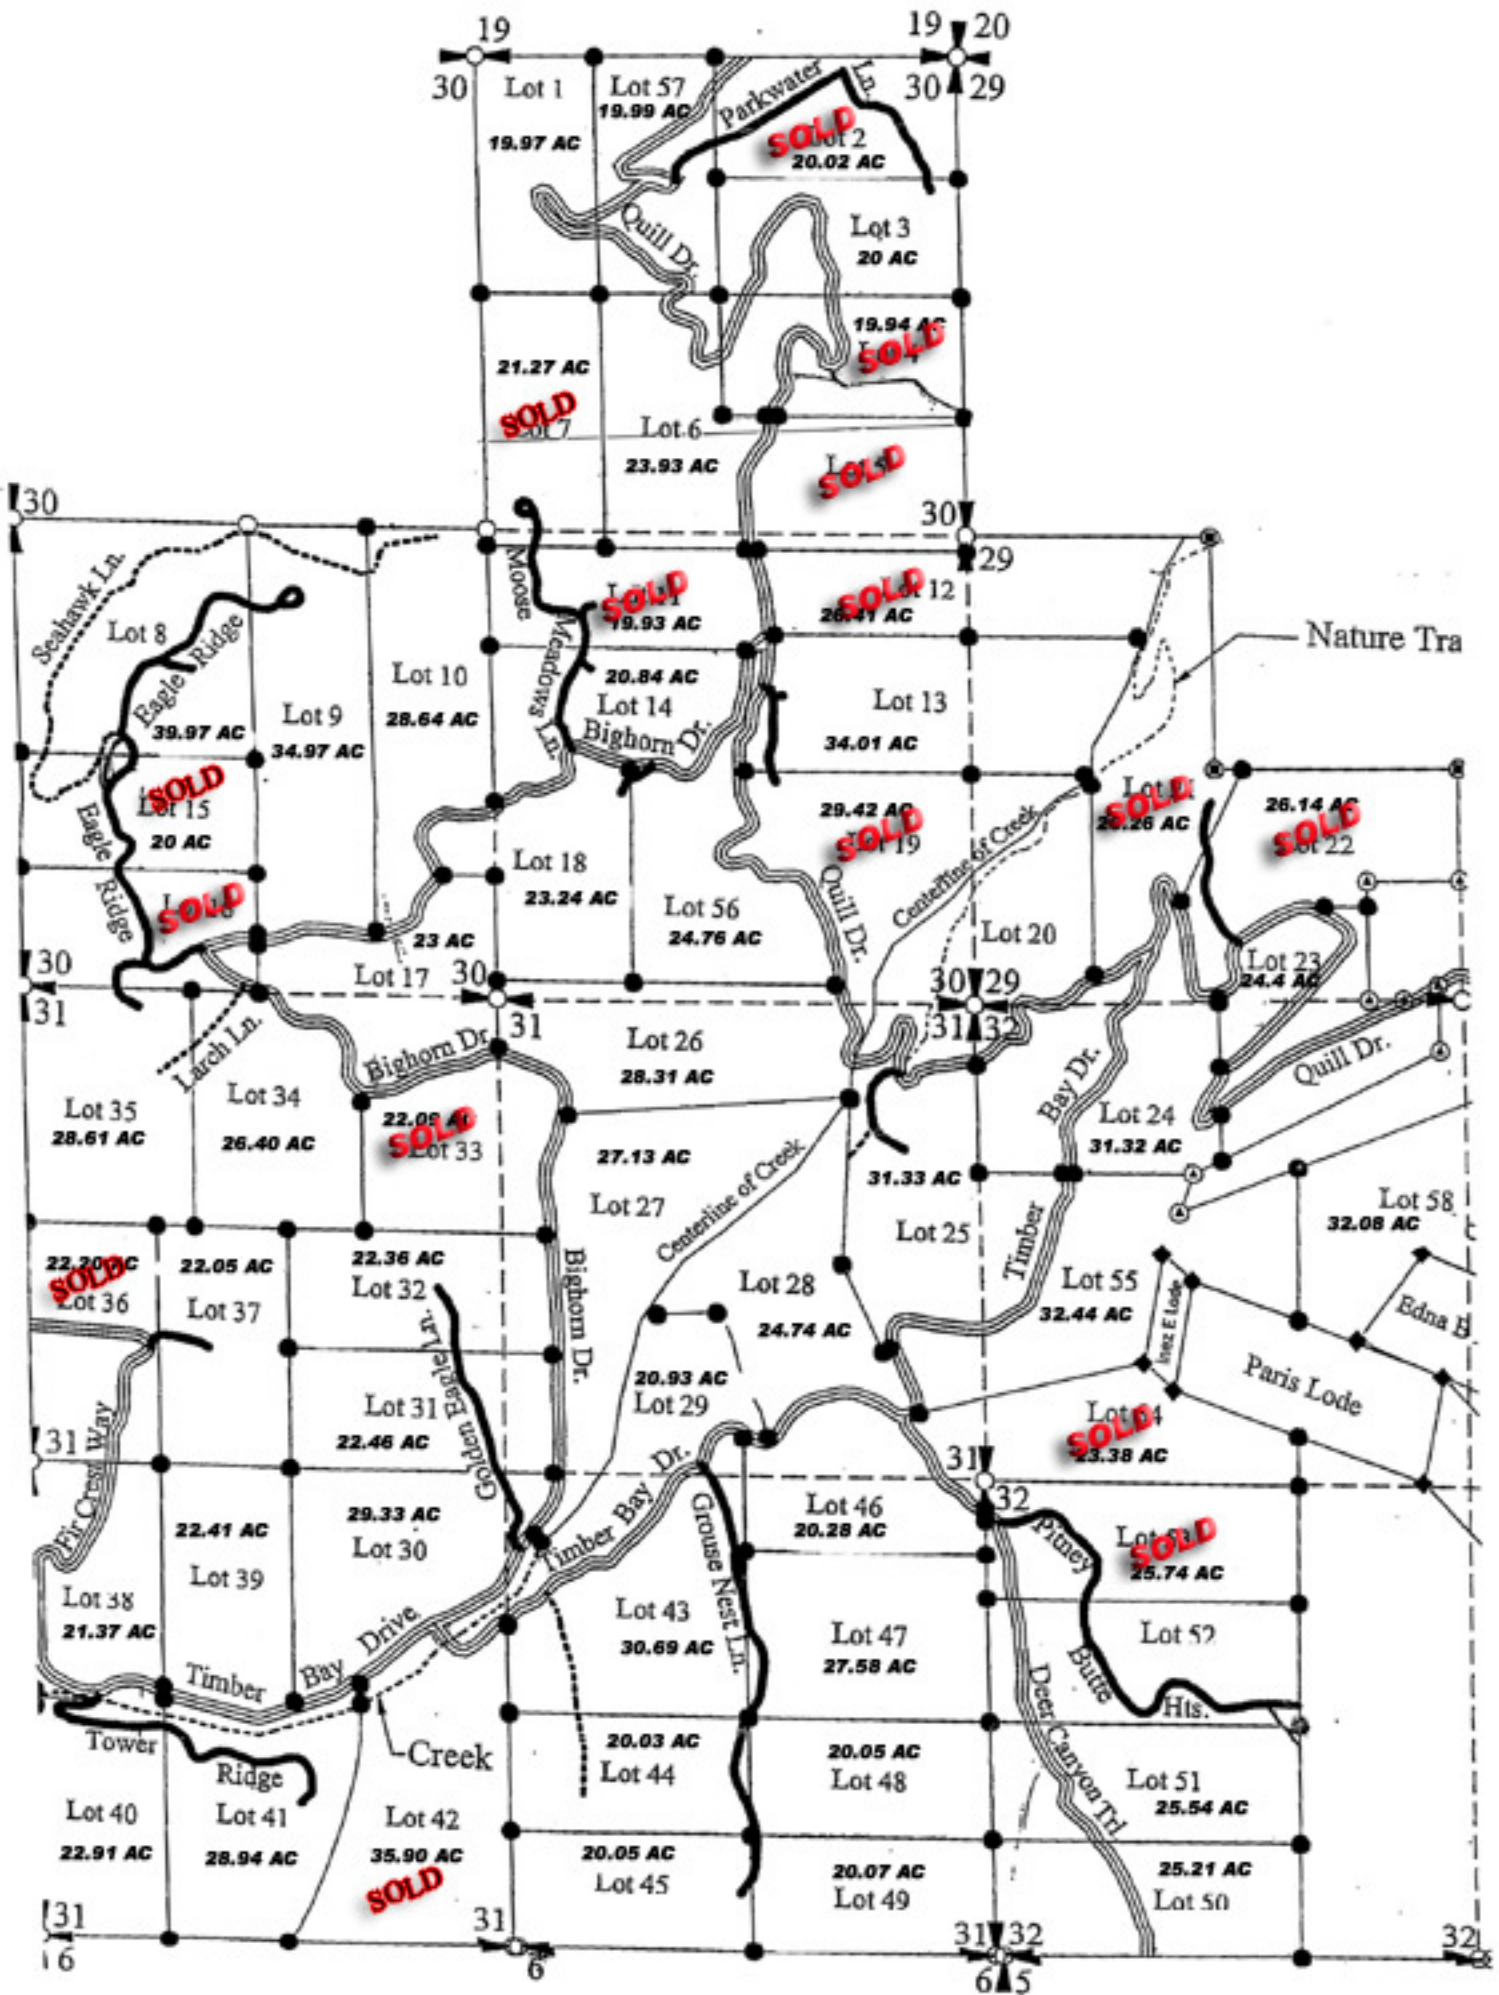 19
19 20
30
30 29
Lot 1
19.97 AC
Lot 57
19.99 AC
Parkwater
Ln.
SOLD
Lot 2
20.02 AC
Quill Dr.
Lot 3
20 AC
19.94 AC
SOLD
21.27 AC
SOLD
Lot 7
Lot 6
23.93 AC
SOLD
30
30
29
Seahawk Ln.
Lot 8
Eagle Ridge
39.97 AC
Lot 9
34.97 AC
Lot 10
28.64 AC
Moose
Meadows
Ln.
SOLD
19.93 AC
20.84 AC
Lot 14
Bighorn Dr.
SOLD
Lot 12
26.41 AC
Lot 13
34.01 AC
Nature Tra
SOLD
Lot 15
20 AC
Eagle
Ridge
SOLD
Lot 18
23.24 AC
23 AC
Lot 17
Lot 56
24.76 AC
29.42 AC
SOLD
Lot 19
Quill Dr.
Centerline of Creek
Lot 20
SOLD
26.14 AC
SOLD
Lot 22
Lot 23
24.4 AC
30
31
30
31
30 29
31 32
Larch Ln.
Bighorn Dr.
Lot 26
28.31 AC
Lot 35
28.61 AC
Lot 34
26.40 AC
22.09 AC
SOLD
Lot 33
27.13 AC
Lot 27
Centerline of Creek
31.33 AC
Lot 25
Bay Dr.
Timber
Lot 24
31.32 AC
Quill Dr.
Lot 58
32.08 AC
22.20 AC
SOLD
Lot 36
22.05 AC
Lot 37
22.36 AC
Lot 32
Golden Eagle Ln.
Bighorn Dr.
Lot 28
24.74 AC
20.93 AC
Lot 29
Lot 55
32.44 AC
Inez E Lode
Edna B
Paris Lode
Lot 31
22.46 AC
SOLD
23.38 AC
31
31
32
Fir Crest Way
22.41 AC
Lot 39
29.33 AC
Lot 30
Timber Bay Dr.
Grouse Nest Ln.
Lot 46
20.28 AC
Pitney
Butte
Hts.
SOLD
25.74 AC
Lot 38
21.37 AC
Timber Bay Drive
Lot 43
30.69 AC
Lot 47
27.58 AC
Lot 52
Deer Canyon Trl
Tower
Ridge
Creek
20.03 AC
Lot 44
20.05 AC
Lot 48
Lot 51
25.54 AC
Lot 40
22.91 AC
Lot 41
28.94 AC
Lot 42
35.90 AC
SOLD
20.05 AC
Lot 45
20.07 AC
Lot 49
25.21 AC
Lot 50
31
6
31
6
31 32
6 5
32